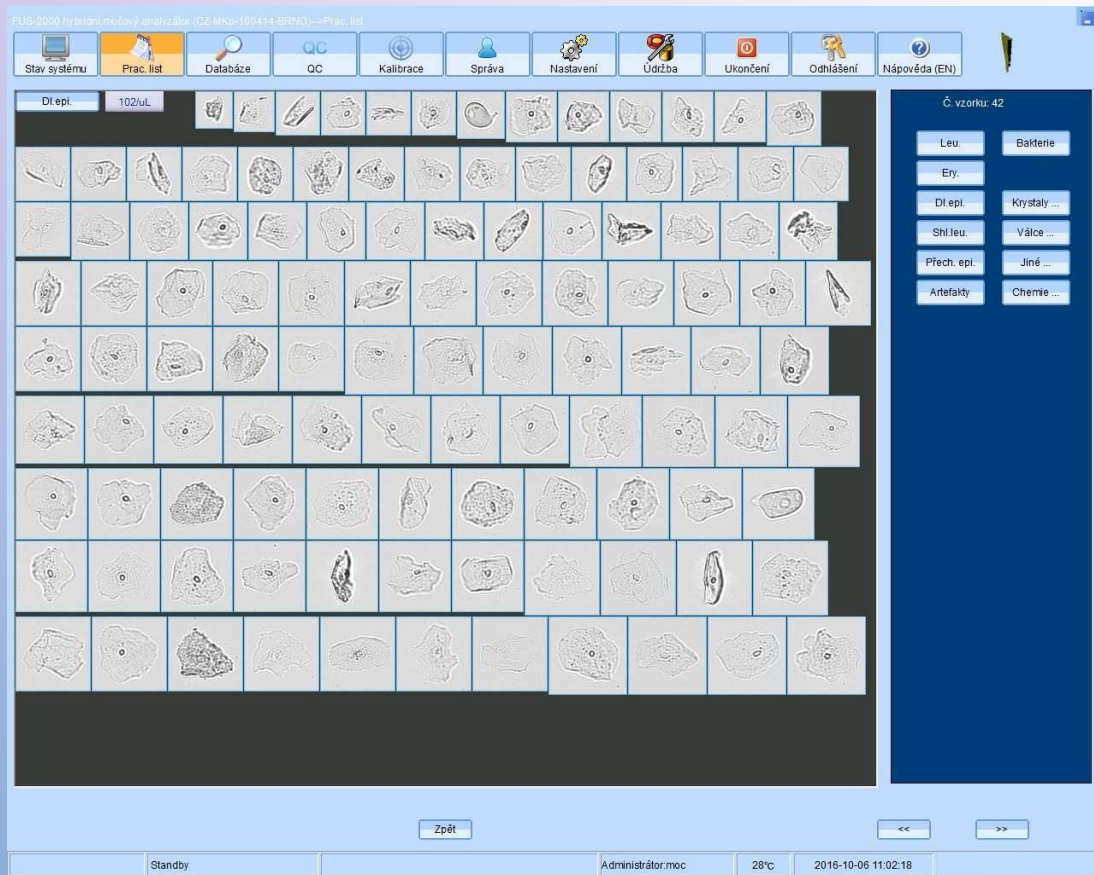 FUS-2000 hybridní močový analyzátor (CZ-MKo-160414-BRNO)-->Prac. list
Stav systému
Prac. list
Databáze
QC
QC
Kalibrace
Správa
Nastavení
Údržba
Ukončení
Odhlášení
Nápověda (EN)
Dl.epi.
102/uL
Č. vzorku: 42
Leu.
Bakterie
Ery.
Dl.epi.
Krystaly ...
Shl.leu.
Válce ...
Přech. epi.
Jiné ...
Artefakty
Chemie ...
Zpět
<<
>>
Standby
Administrátor:moc
28°C
2016-10-06 11:02:18